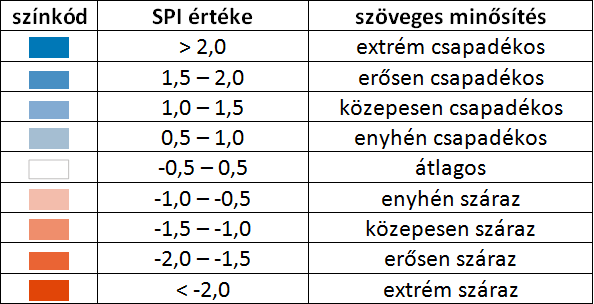 színkód SPI értéke szöveges minősítés
> 2,0 extrém csapadékos
1,5 – 2,0 erősen csapadékos
1,0 – 1,5 közepesen csapadékos
0,5 – 1,0 enyhén csapadékos
-0,5 – 0,5 átlagos
-1,0 – -0,5 enyhén száraz
-1,5 – -1,0 közepesen száraz
-2,0 – -1,5 erősen száraz
< -2,0 extrém száraz